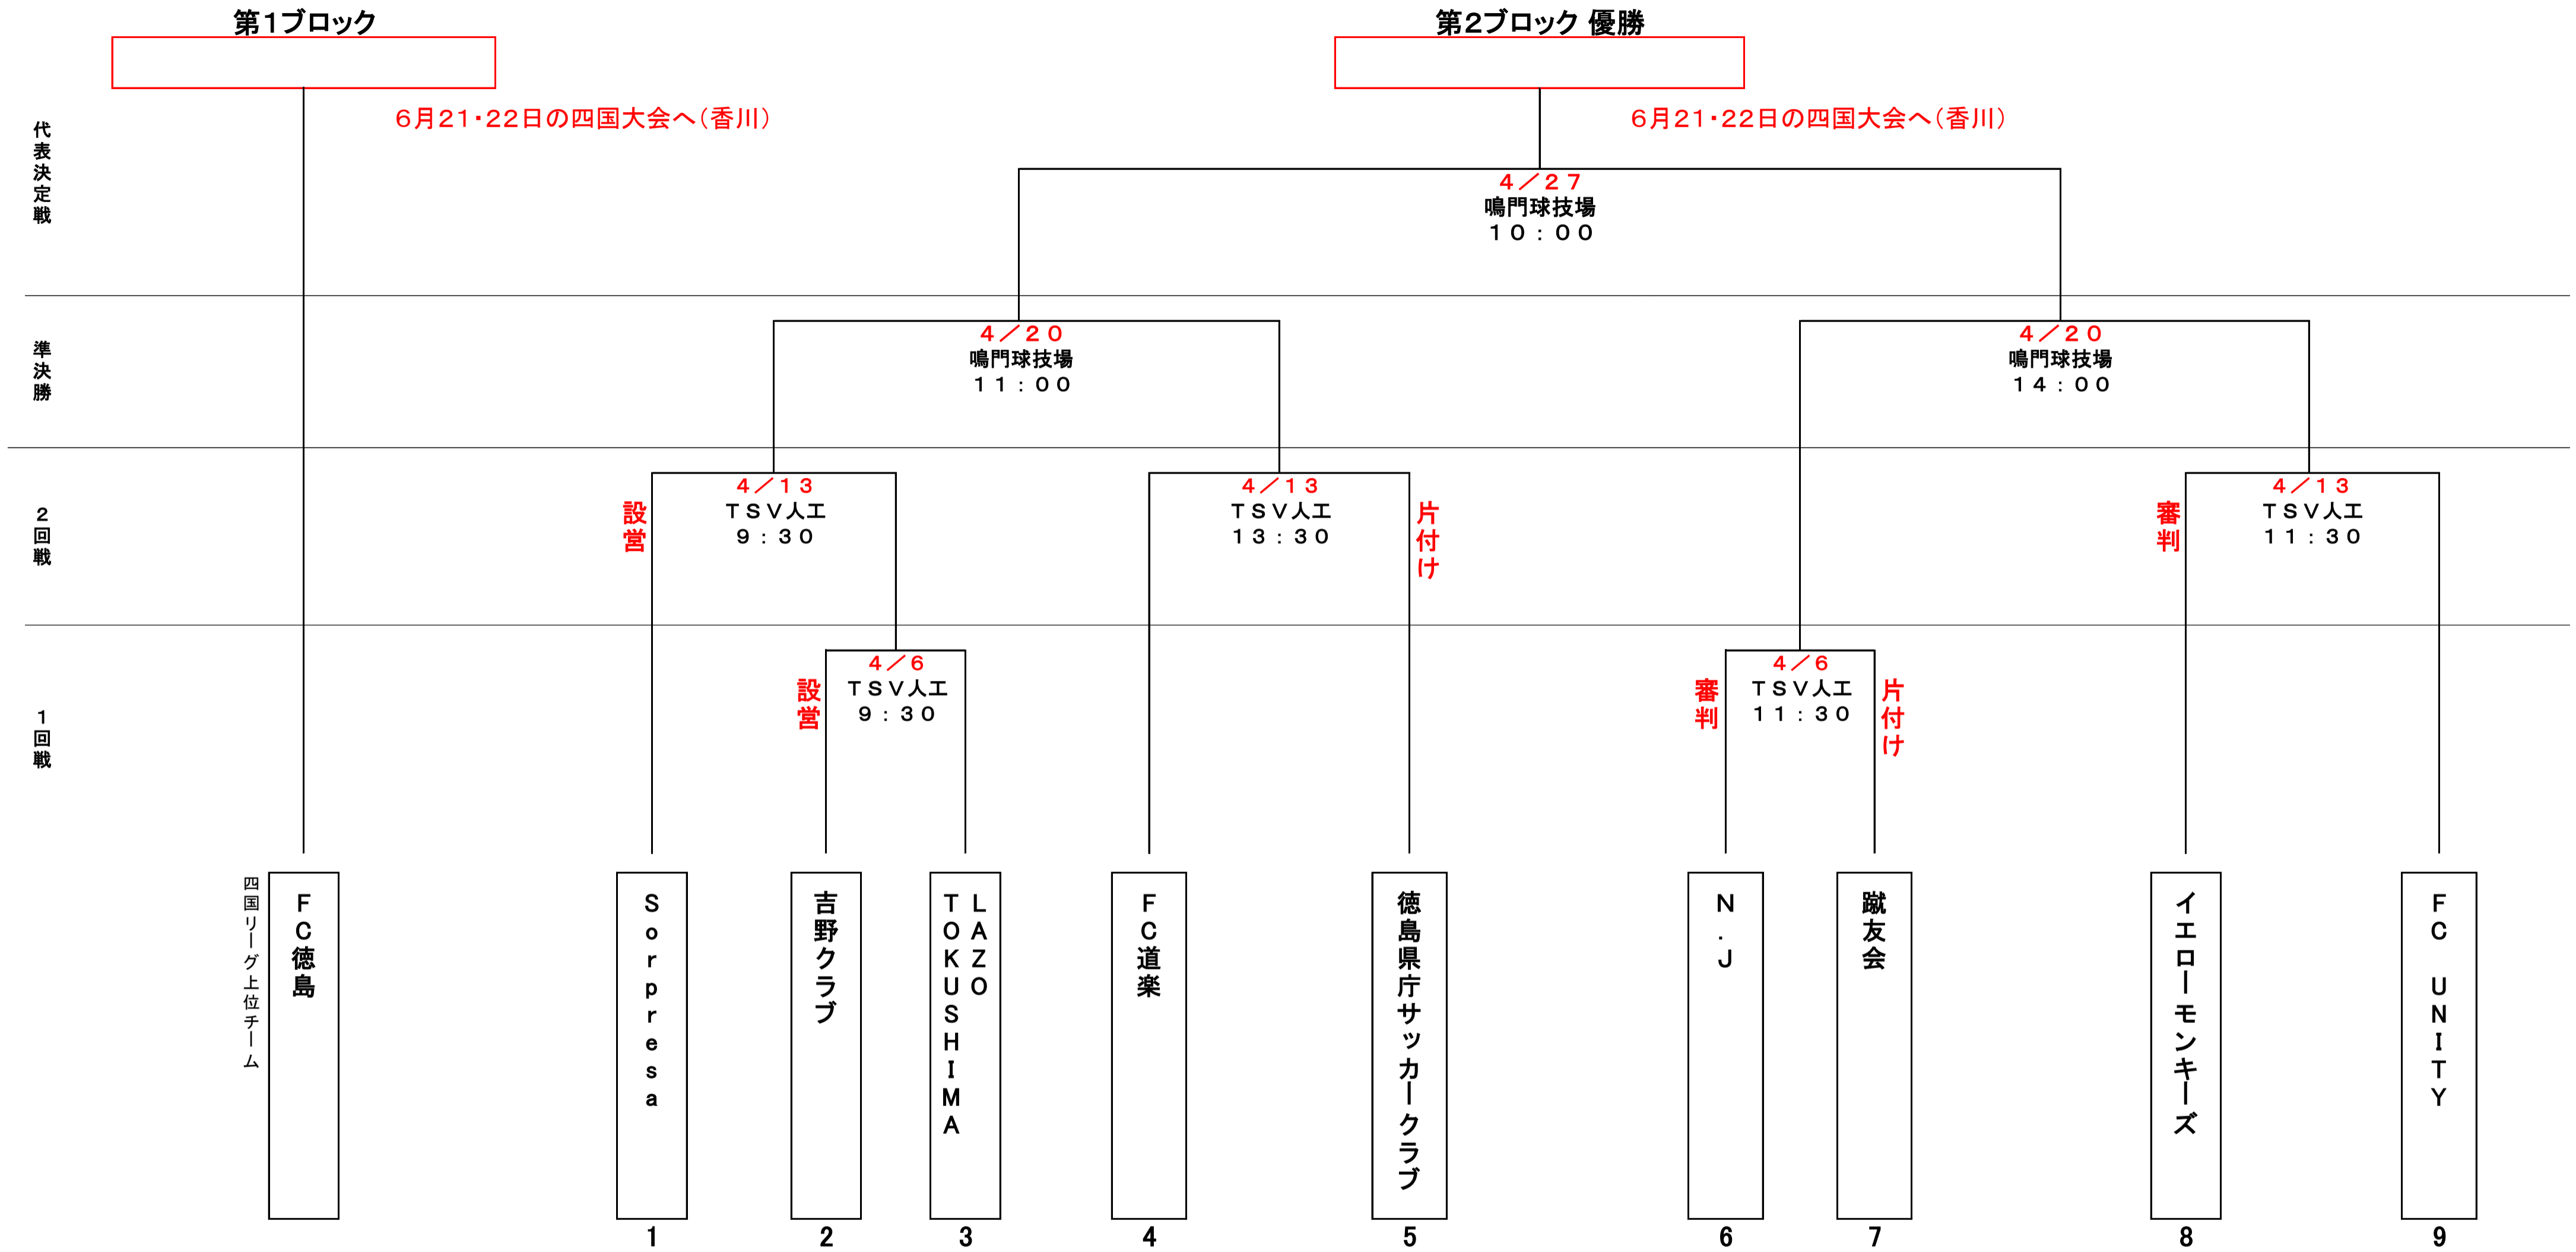 第１ブロック
第２ブロック 優勝
６月２１・２２日の四国大会へ（香川）
６月２１・２２日の四国大会へ（香川）
代表決定戦
４／２７
鳴門球技場
１０：００
準決勝
４／２０
鳴門球技場
１１：００
４／２０
鳴門球技場
１４：００
２回戦
設営
４／１３
ＴＳＶ人工
９：３０
４／１３
ＴＳＶ人工
１３：３０
片付け
審判
４／１３
ＴＳＶ人工
１１：３０
１回戦
設営
４／６
ＴＳＶ人工
９：３０
審判
４／６
ＴＳＶ人工
１１：３０
片付け
四国リーグ上位チーム
ＦＣ徳島
Ｓｏｒｐｒｅｓａ
吉野クラブ
ＬＡＺＯ
ＴＯＫＵＳＨＩＭＡ
ＦＣ道楽
徳島県庁サッカークラブ
Ｎ．Ｊ
蹴友会
イエローモンキーズ
ＦＣ　ＵＮＩＴＹ
1
2
3
4
5
6
7
8
9